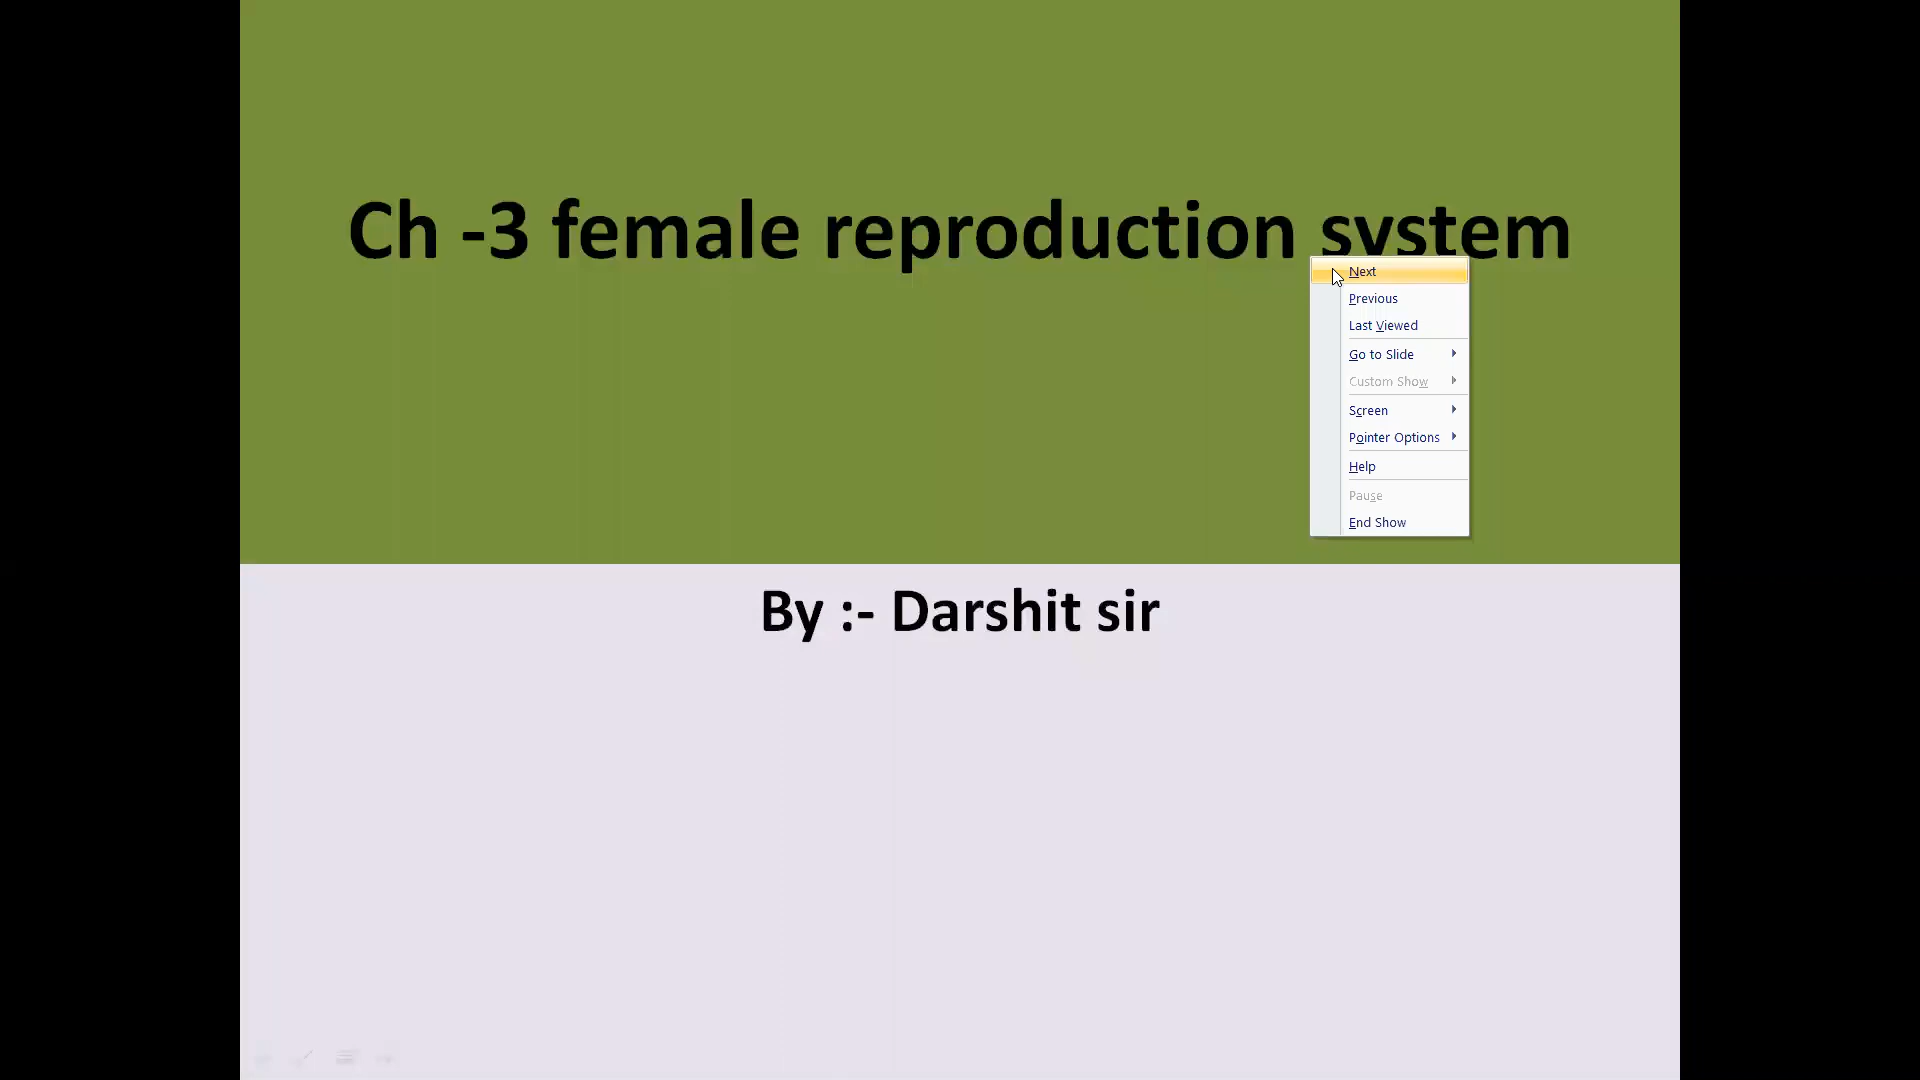 Ch -3 female reproduction system
Next
Previous
Last Viewed
Go to Slide
Custom Show
Screen
Pointer Options
Help
Pause
End Show
By :- Darshit sir